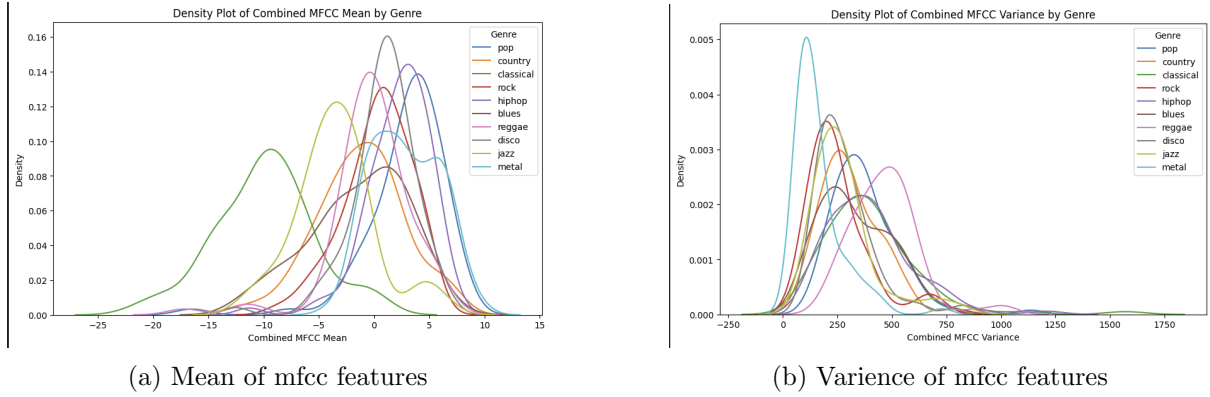 Density Plot of Combined MFCC Mean by Genre
Density
0.16
0.14
0.12
0.10
0.08
0.06
0.04
0.02
0.00
Genre
pop
country
classical
rock
hiphop
blues
reggae
disco
jazz
metal
−25
−20
−15
−10
−5
0
5
10
15
Combined MFCC Mean
(a) Mean of mfcc features
Density Plot of Combined MFCC Variance by Genre
Density
0.005
0.004
0.003
0.002
0.001
0.000
Genre
pop
country
classical
rock
hiphop
blues
reggae
disco
jazz
metal
−250
0
250
500
750
1000
1250
1500
1750
Combined MFCC Variance
(b) Varience of mfcc features